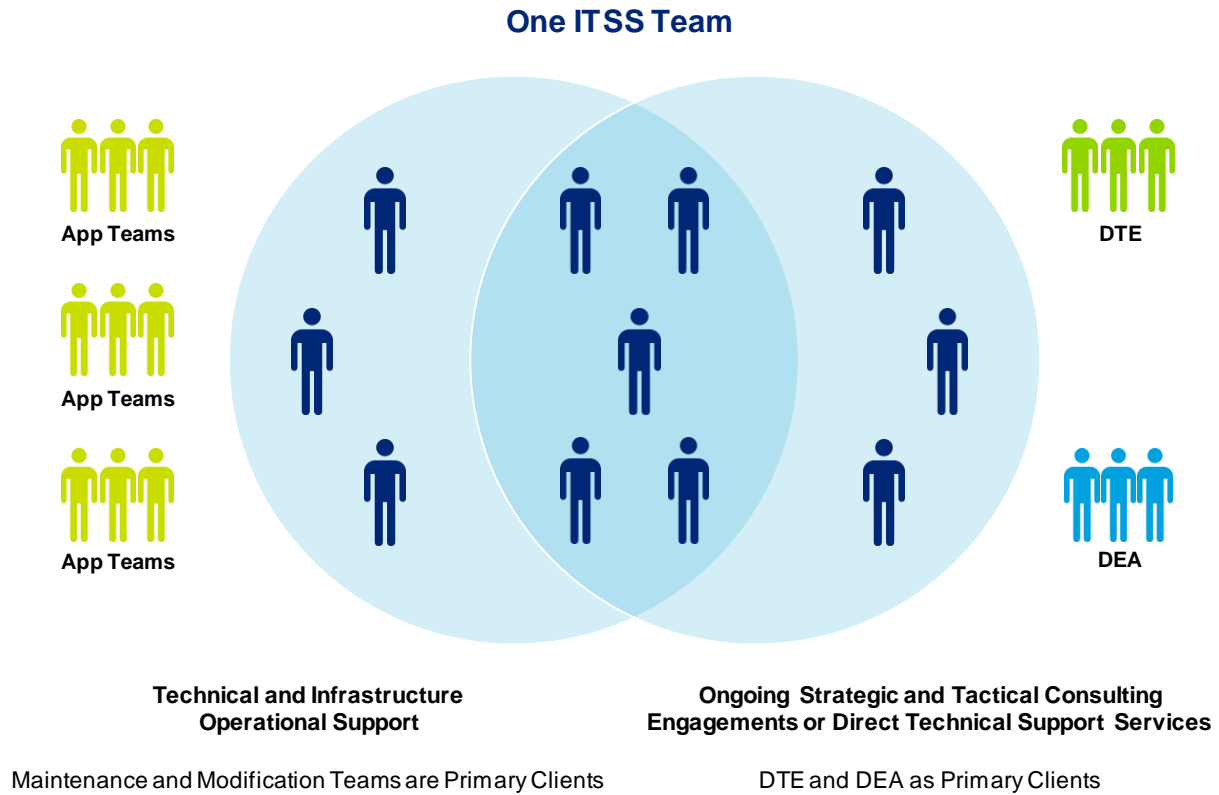 One ITSS Team
App Teams
DTE
App Teams
App Teams
DEA
Technical and Infrastructure
Operational Support
Ongoing Strategic and Tactical Consulting
Engagements or Direct Technical Support Services
Maintenance and Modification Teams are Primary Clients
DTE and DEA as Primary Clients